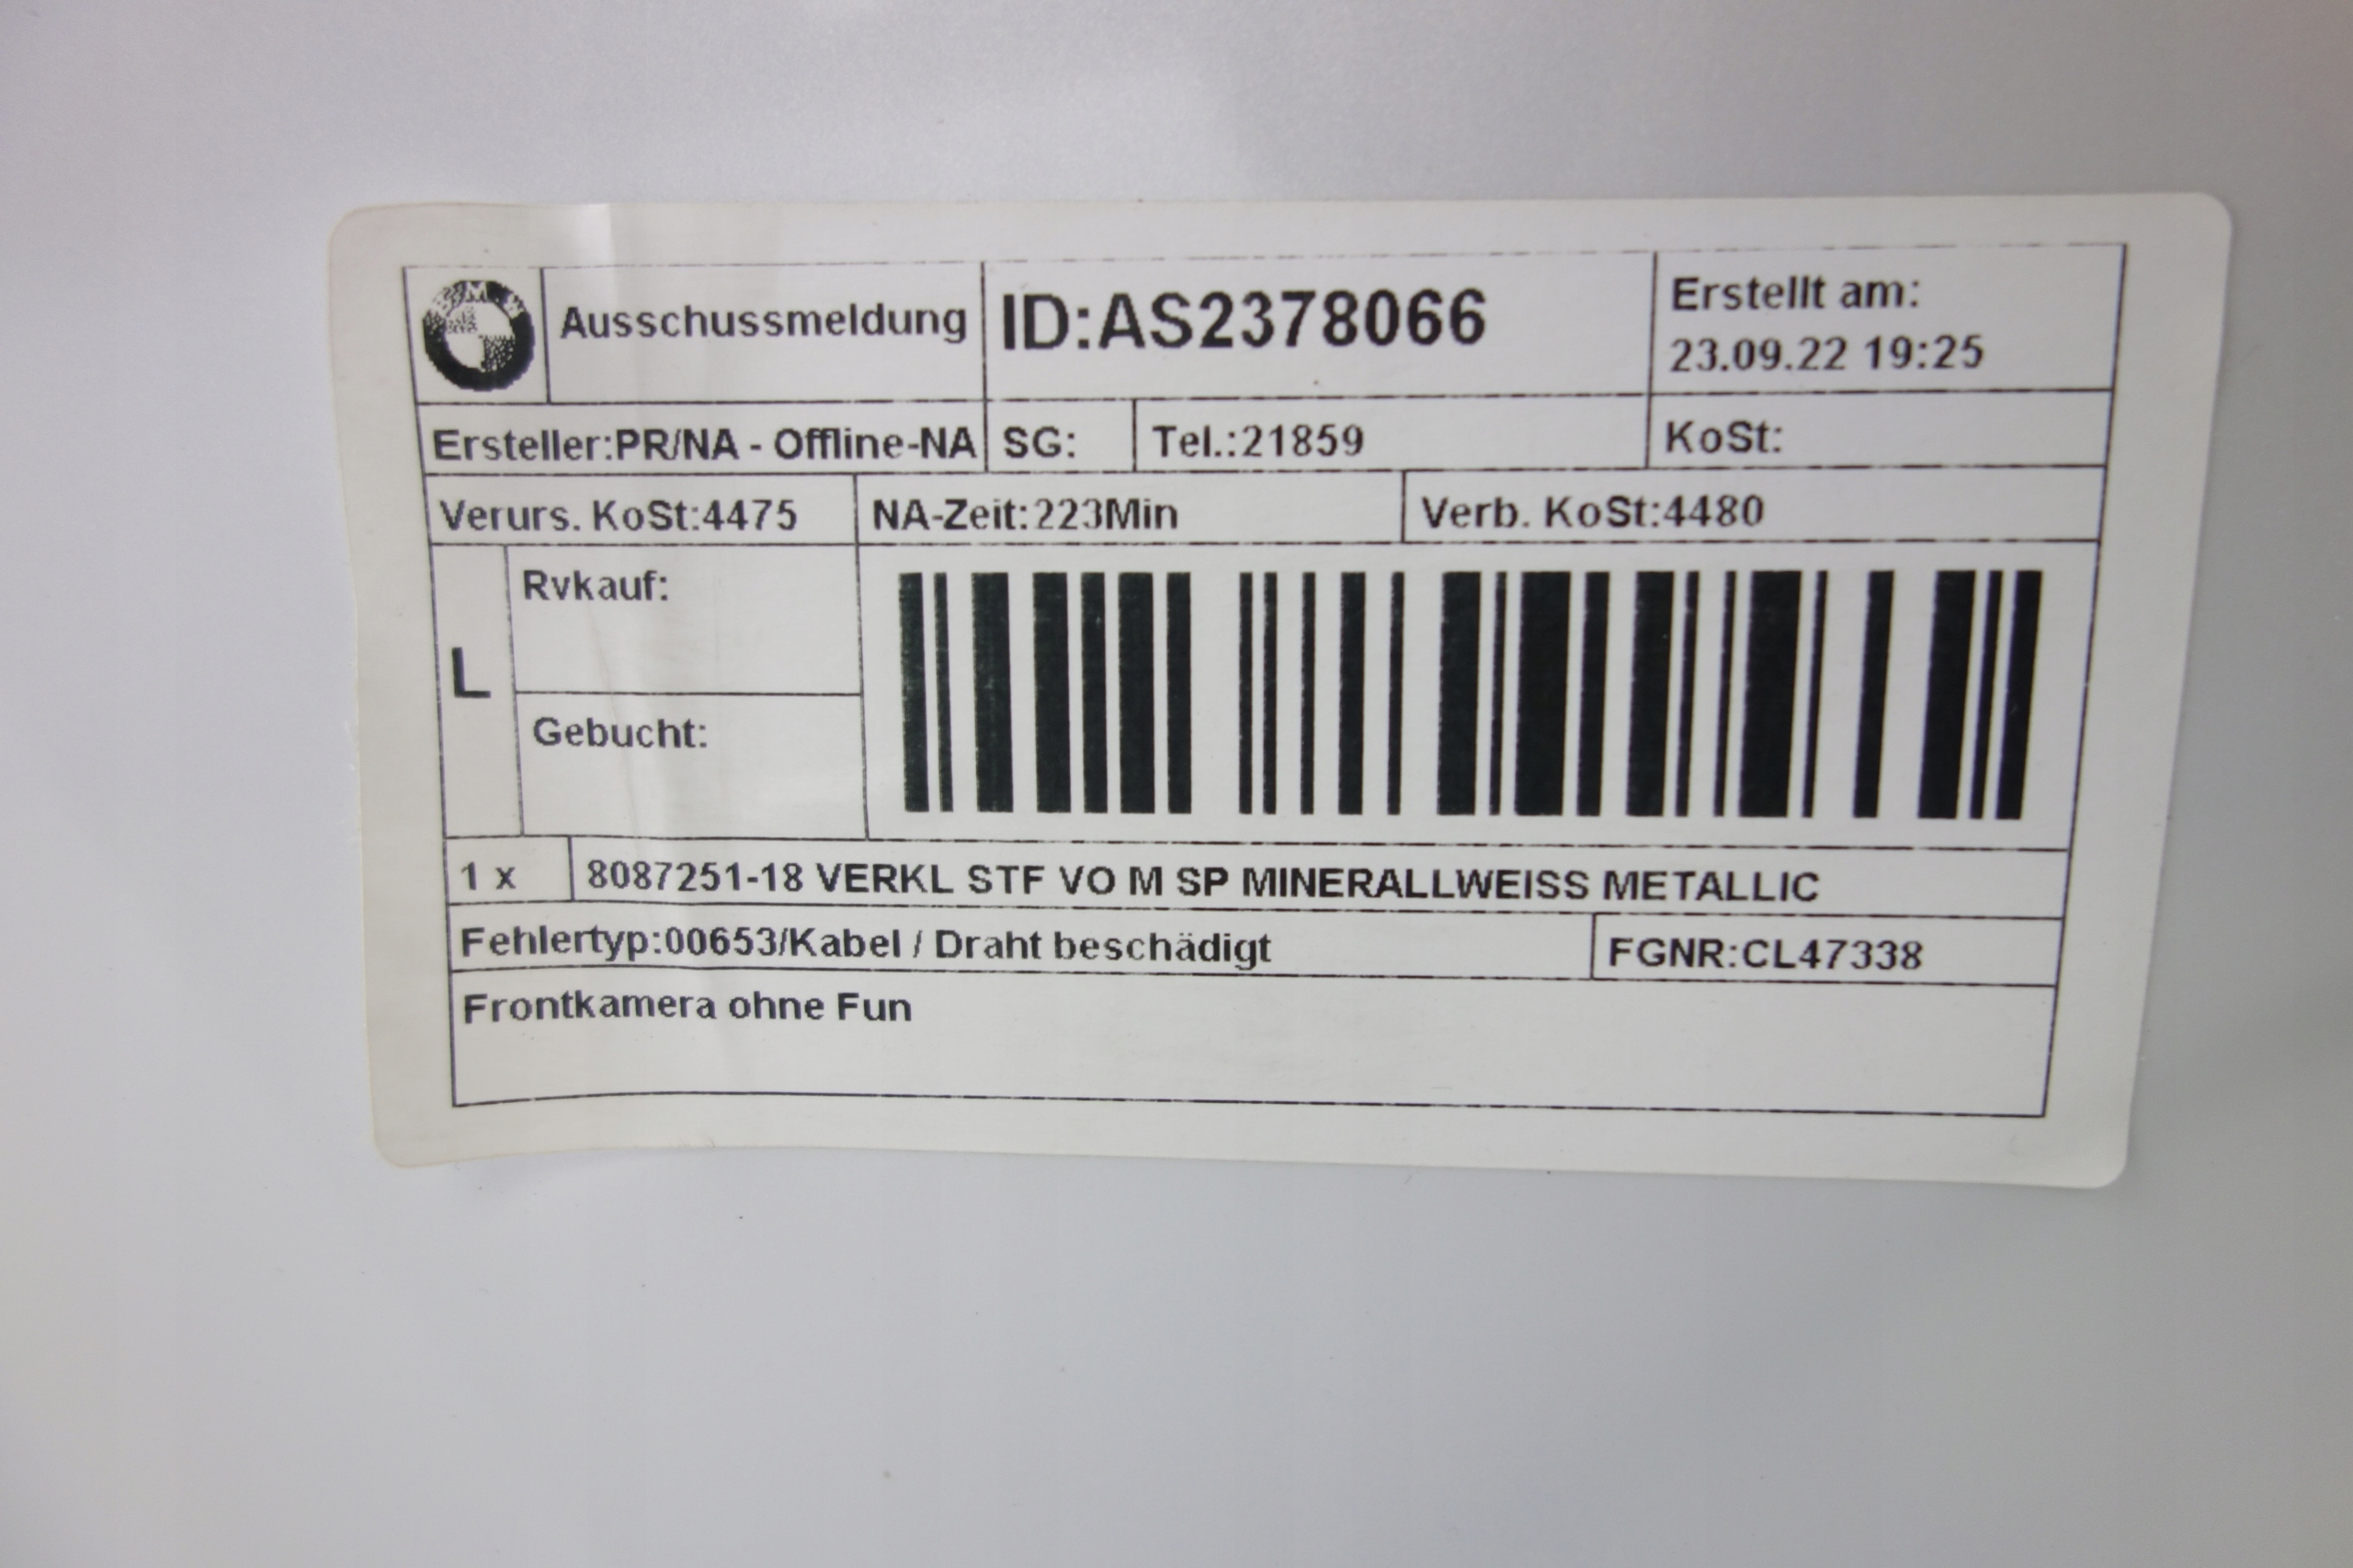 Ausschussmeldung
ID:AS2378066
Erstellt am:
23.09.22 19:25
Ersteller:PR/NA - Offline-NA
SG:
Tel.:21859
KoSt:
Verurs. KoSt:4475
NA-Zeit:223Min
Verb. KoSt:4480
L
Rvkauf:
Gebucht:
1 x
8087251-18 VERKL STF VO M SP MINERALLWEISS METALLIC
Fehlertyp:00653/Kabel / Draht beschädigt
FGNR:CL47338
Frontkamera ohne Fun